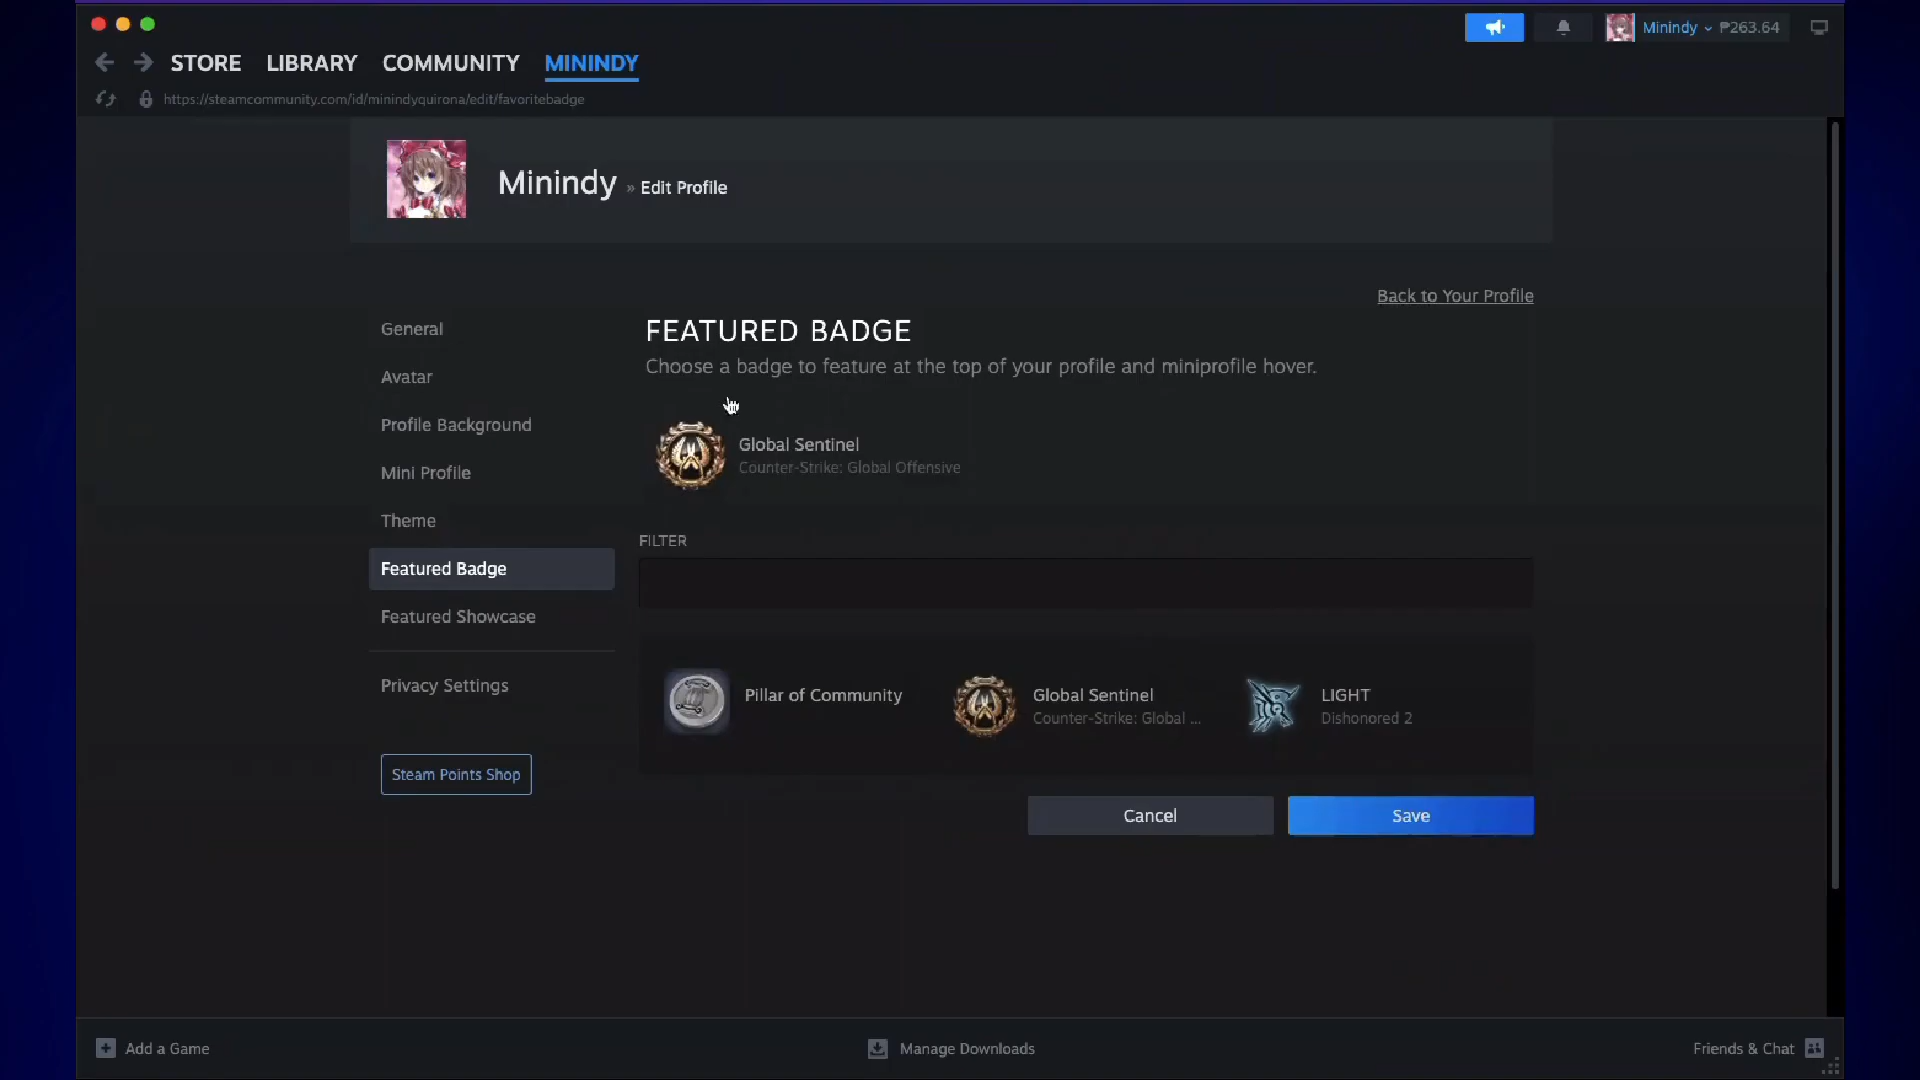 Minindy ₱263.64
STORE LIBRARY COMMUNITY MININDY
https://steamcommunity.com/id/minindyquirona/edit/favoritebadge
Minindy » Edit Profile
Back to Your Profile
General
Avatar
Profile Background
Mini Profile
Theme
Featured Badge
Featured Showcase
Privacy Settings
Steam Points Shop
FEATURED BADGE
Choose a badge to feature at the top of your profile and miniprofile hover.
Global Sentinel
Counter-Strike: Global Offensive
FILTER
Pillar of Community
Global Sentinel
Counter-Strike: Global ...
LIGHT
Dishonored 2
Cancel Save
Add a Game Manage Downloads Friends & Chat